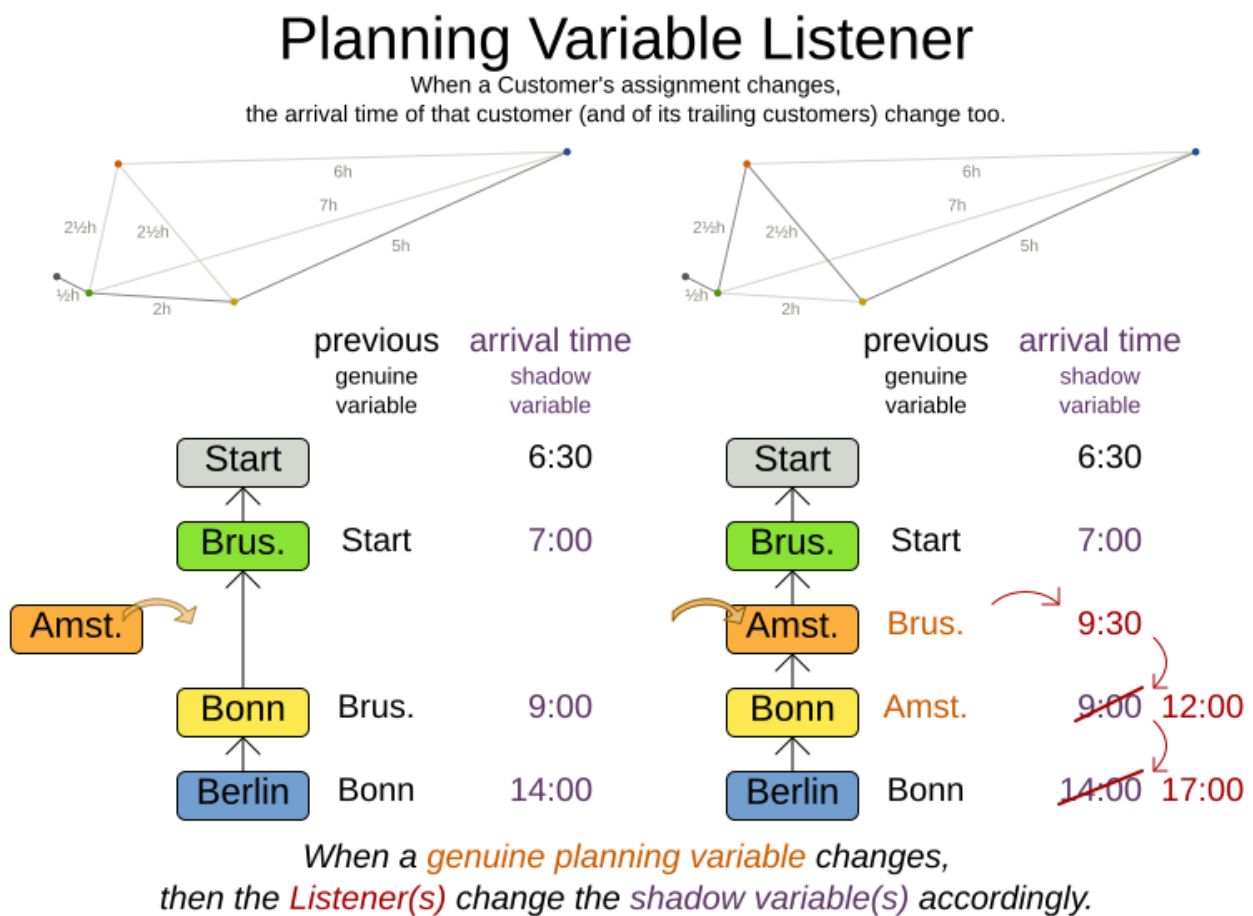 Planning Variable Listener
When a Customer's assignment changes,
the arrival time of that customer (and of its trailing customers) change too.
6h
7h
2½h
2½h
5h
½h
2h
6h
7h
2½h
2½h
5h
½h
2h
previous arrival time
genuine shadow
variable variable
Start 6:30
Brus. Start 7:00
Amst.
Bonn Brus. 9:00
Berlin Bonn 14:00
previous arrival time
genuine shadow
variable variable
Start 6:30
Brus. Start 7:00
Amst. Brus. 9:30
Bonn Amst. 9:00 12:00
Berlin Bonn 14:00 17:00
When a genuine planning variable changes,
then the Listener(s) change the shadow variable(s) accordingly.